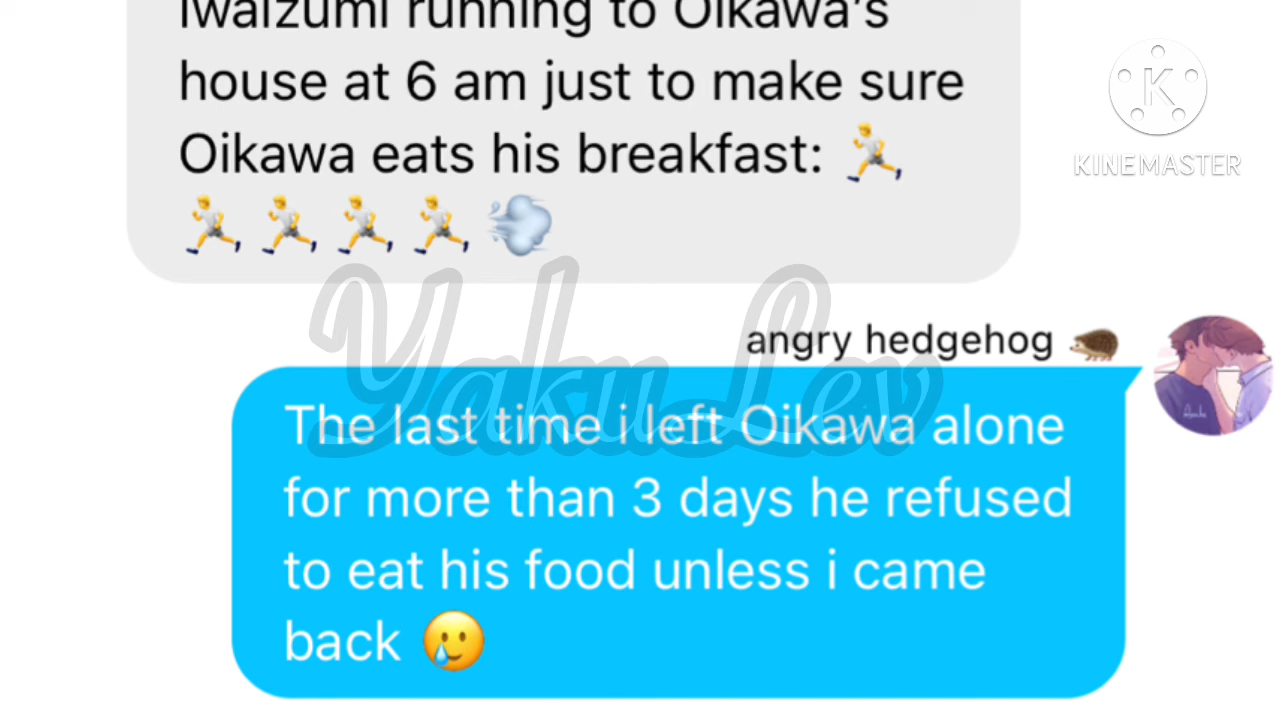 Iwaizumi running to Oikawa's
house at 6 am just to make sure
Oikawa eats his breakfast: 🏃
🏃🏃🏃🏃💨
K
KINEMASTER
YakuLev
angry hedgehog 🦔
The last time i left Oikawa alone
for more than 3 days he refused
to eat his food unless i came
back 🥲